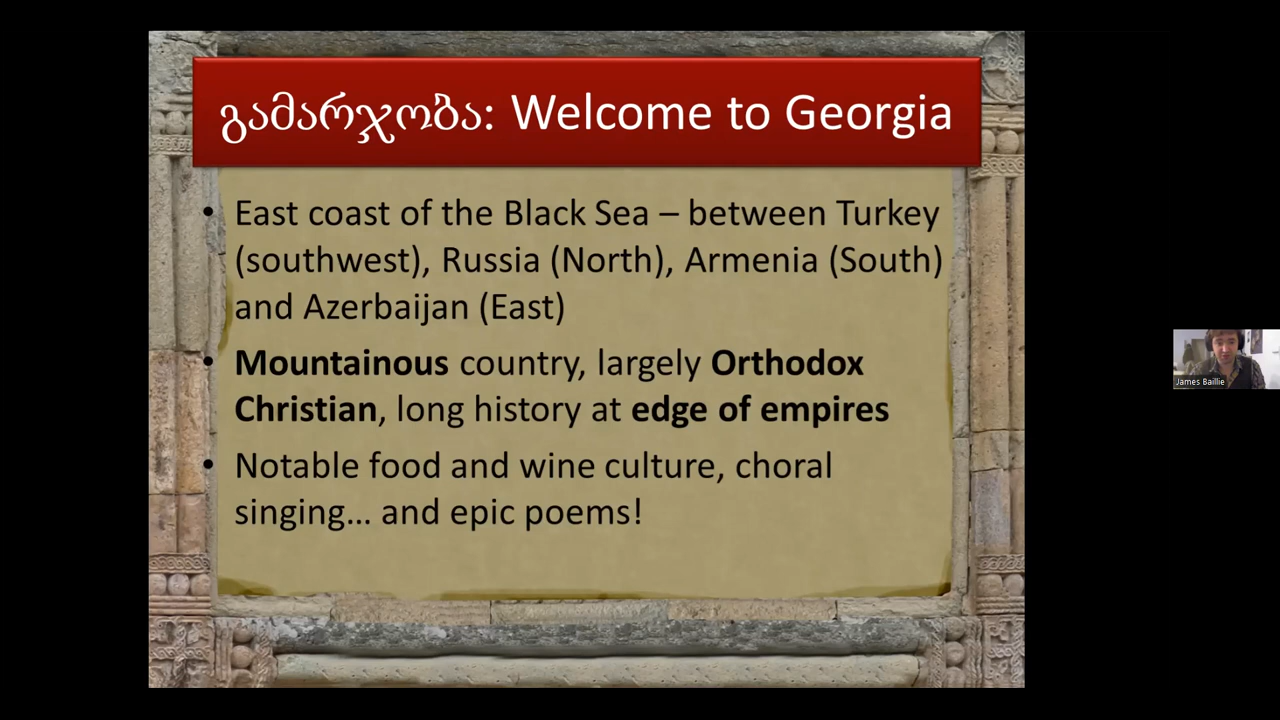 გამარჯობა: Welcome to Georgia
• East coast of the Black Sea – between Turkey
(southwest), Russia (North), Armenia (South)
and Azerbaijan (East)
• Mountainous country, largely Orthodox
Christian, long history at edge of empires
• Notable food and wine culture, choral
singing… and epic poems!
James Baillie